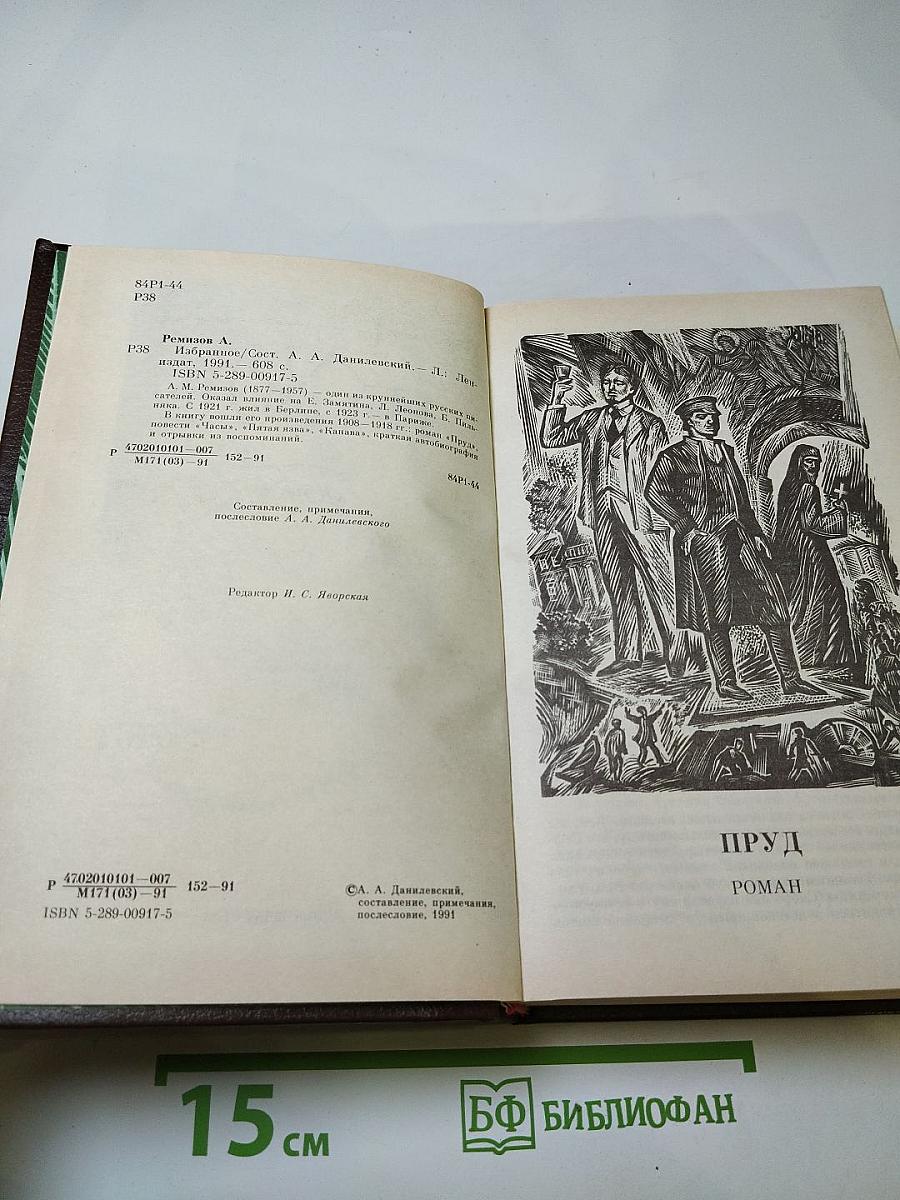 84Р1-44
Р38
Ремизов А.
Р38 Избранное/Сост. А. А. Данилевский.— Л.: Лен-
издат, 1991.— 608 с.
ISBN 5-289-00917-5
А. М. Ремизов (1877—1957) — один из крупнейших русских пи-
сателей. Оказал влияние на Е. Замятина, Л. Леонова, Б. Пиль-
няка. С 1921 г. жил в Берлине, с 1923 г.— в Париже.
В книгу вошли его произведения 1908—1918 гг.: роман «Пруд»,
повести «Часы», «Пятая язва», «Канава», краткая автобиография
и отрывки из воспоминаний.
Р 4702010101—007 / М171(03)—91 152—91
84Р1-44
Составление, примечания,
послесловие А. А. Данилевского
Редактор И. С. Яворская
Р 4702010101—007 / М171(03)—91 152—91
ISBN 5-289-00917-5
© А. А. Данилевский,
составление, примечания,
послесловие, 1991
ПРУД
РОМАН
15 см
БФ БИБЛИОФАН